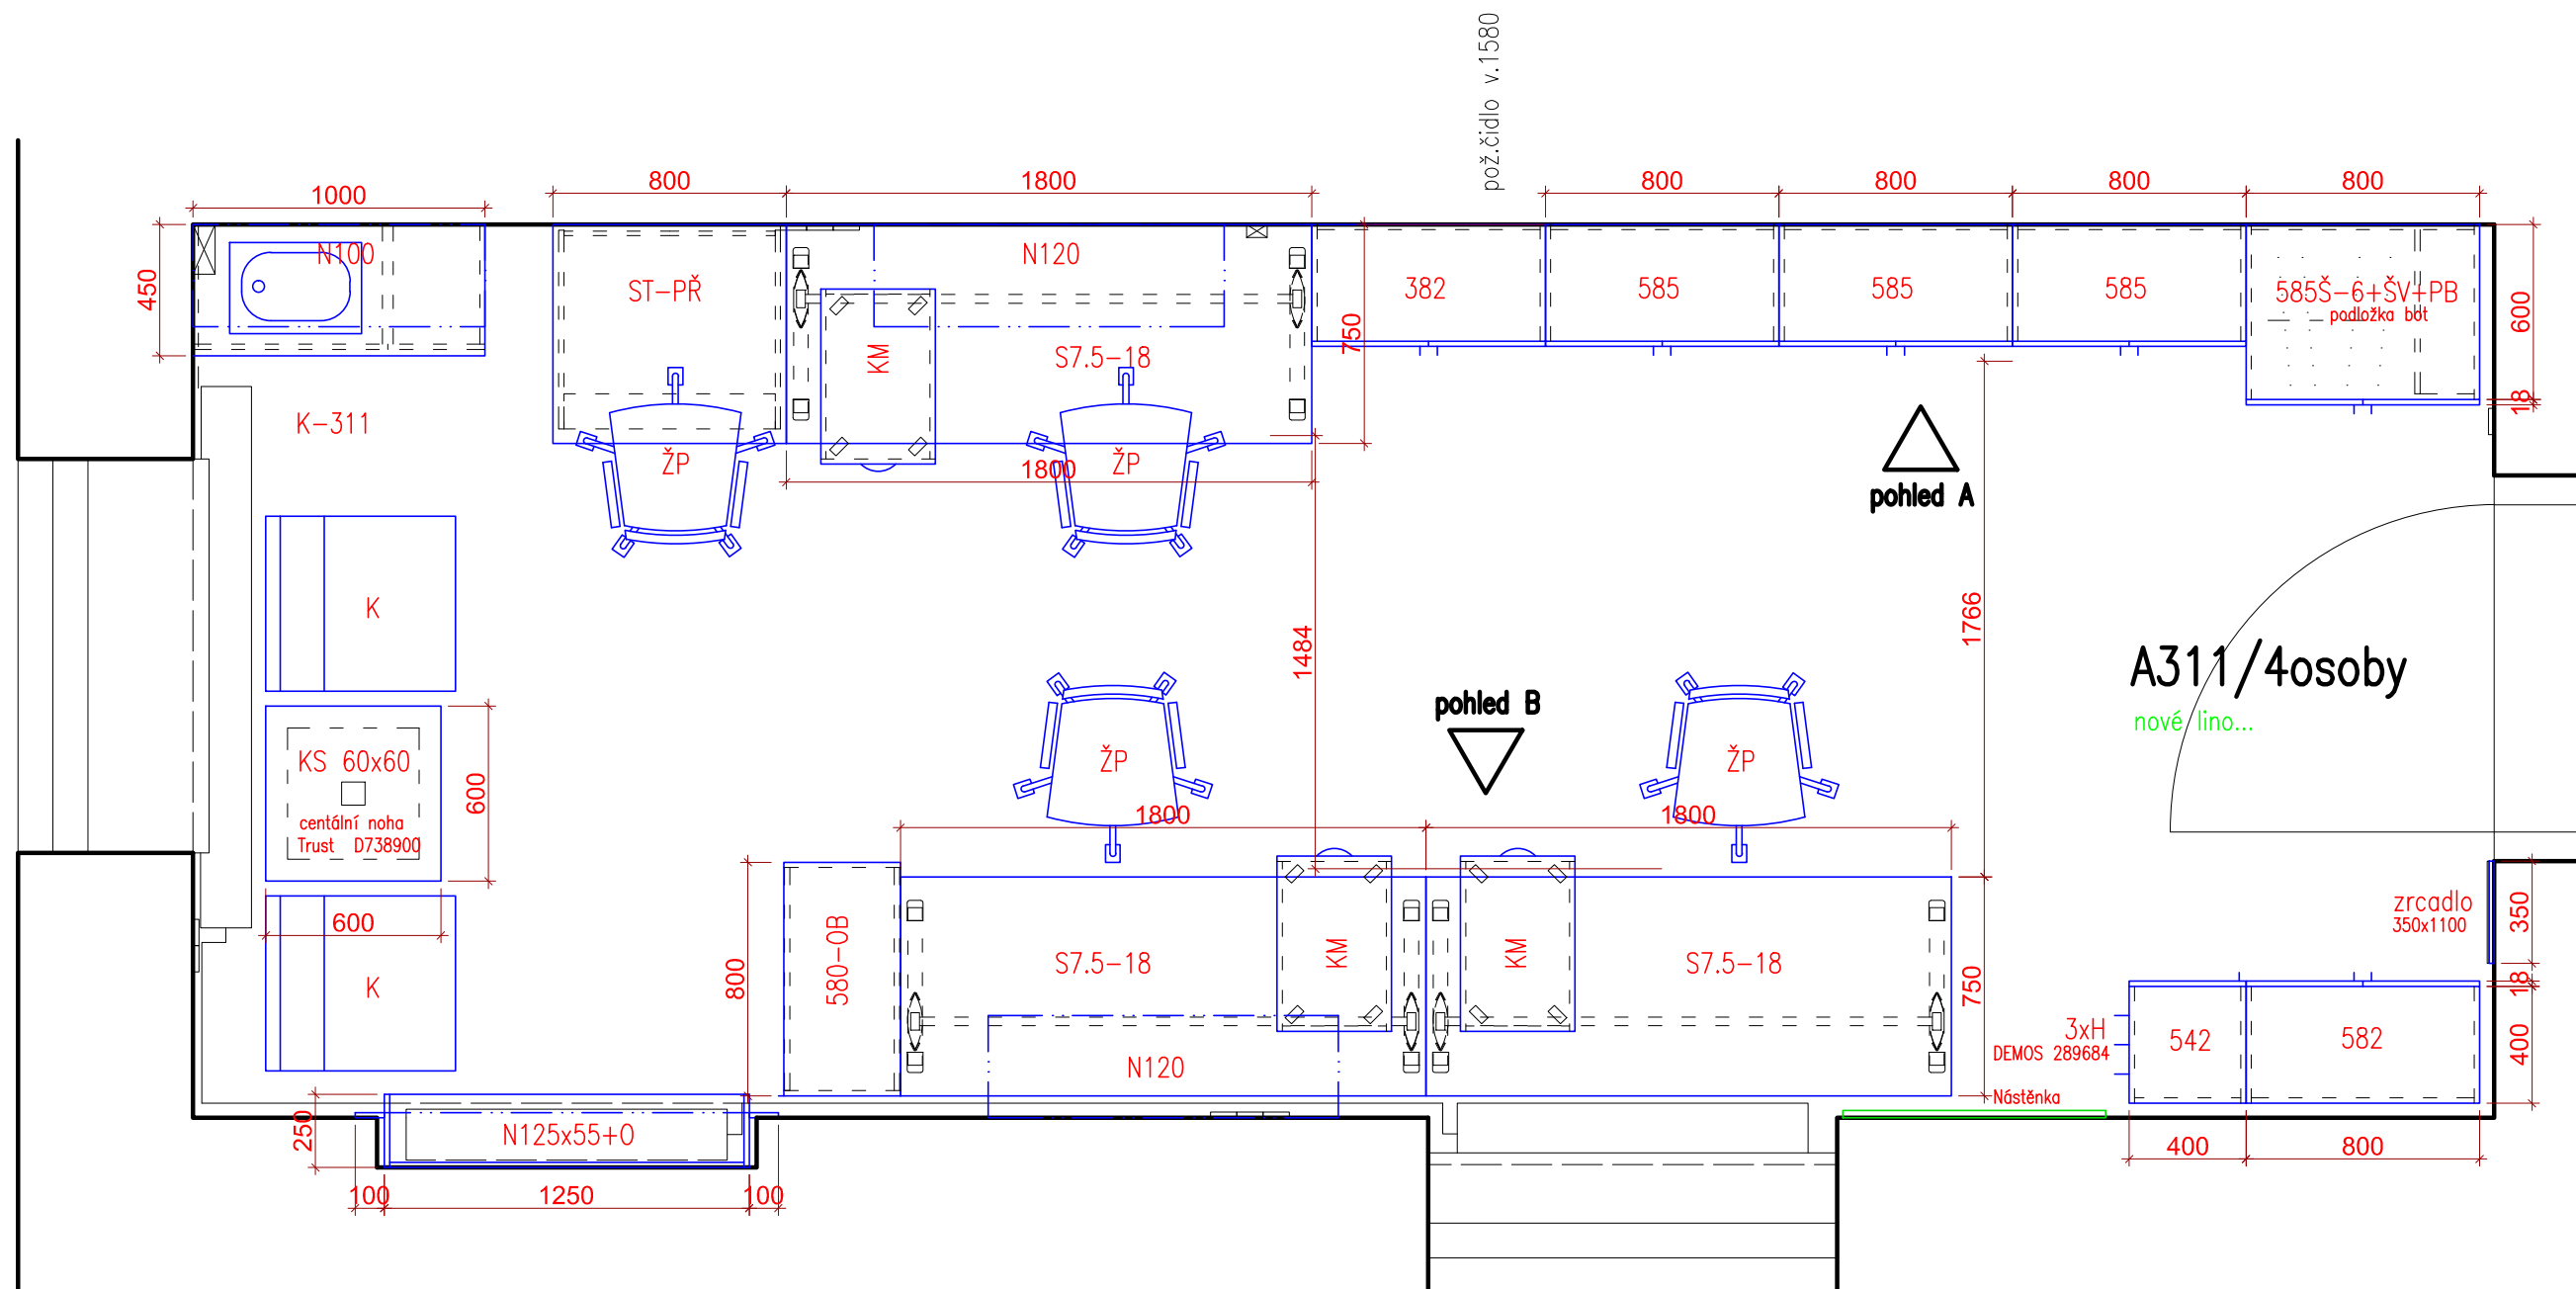 pož.čidlo v.1580
1000
800
1800
800
800
800
800
450
N100
ST-PŘ
N120
382
585
585
585
585Š-6+ŠV+PB
podložka bot
600
18
750
KM
S7.5-18
K-311
ŽP
ŽP
1800
pohled A
K
1484
1766
A311/4osoby
nové lino...
pohled B
KS 60x60
centální noha
Trust D738900
600
600
ŽP
ŽP
1800
1800
zrcadlo
350x1100
350
18
K
800
580-OB
S7.5-18
KM
KM
S7.5-18
750
N120
3xH
DEMOS 289684
Nástěnka
542
582
400
250
N125x55+O
100
1250
100
400
800